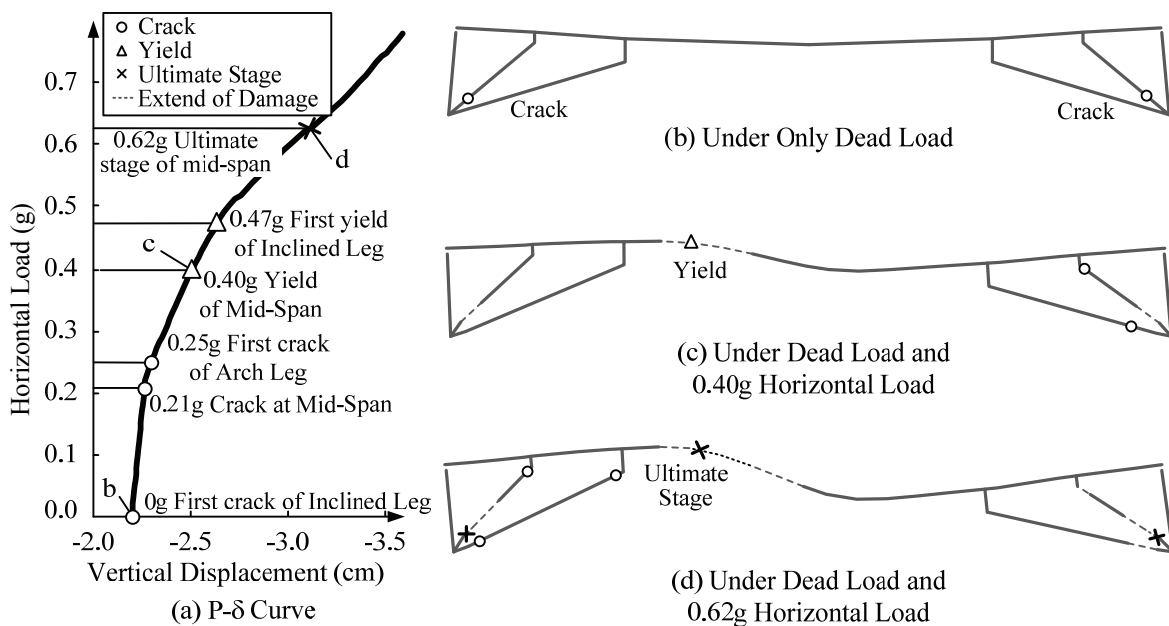 Crack
Yield
Ultimate Stage
Extend of Damage
Horizontal Load (g)
0.7
0.6
0.5
0.4
0.3
0.2
0.1
0.0
0.62g Ultimate
stage of mid-span
d
0.47g First yield
of Inclined Leg
c
0.40g Yield
of Mid-Span
0.25g First crack
of Arch Leg
0.21g Crack at Mid-Span
b
0g First crack of Inclined Leg
-2.0 -2.5 -3.0 -3.5
Vertical Displacement (cm)
(a) P-δ Curve
Crack
Crack
(b) Under Only Dead Load
Yield
(c) Under Dead Load and
0.40g Horizontal Load
Ultimate
Stage
(d) Under Dead Load and
0.62g Horizontal Load